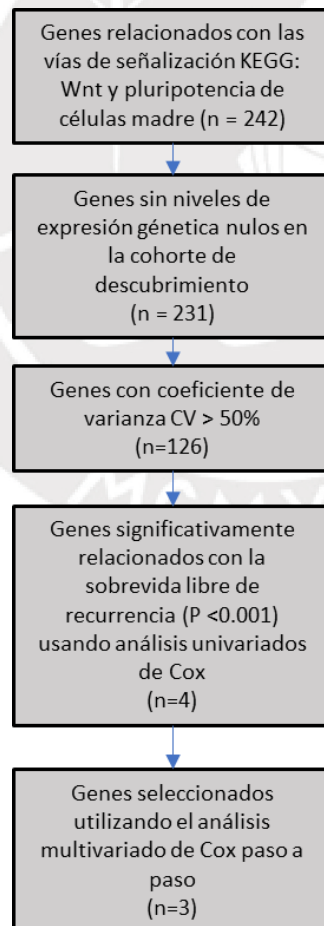 Genes relacionados con las
vías de señalización KEGG:
Wnt y pluripotencia de
células madre (n = 242)
Genes sin niveles de
expresión génetica nulos en
la cohorte de
descubrimiento
(n = 231)
Genes con coeficiente de
varianza CV > 50%
(n=126)
Genes significativamente
relacionados con la
sobrevida libre de
recurrencia (P <0.001)
usando análisis univariados
de Cox
(n=4)
Genes seleccionados
utilizando el análisis
multivariado de Cox paso a
paso
(n=3)